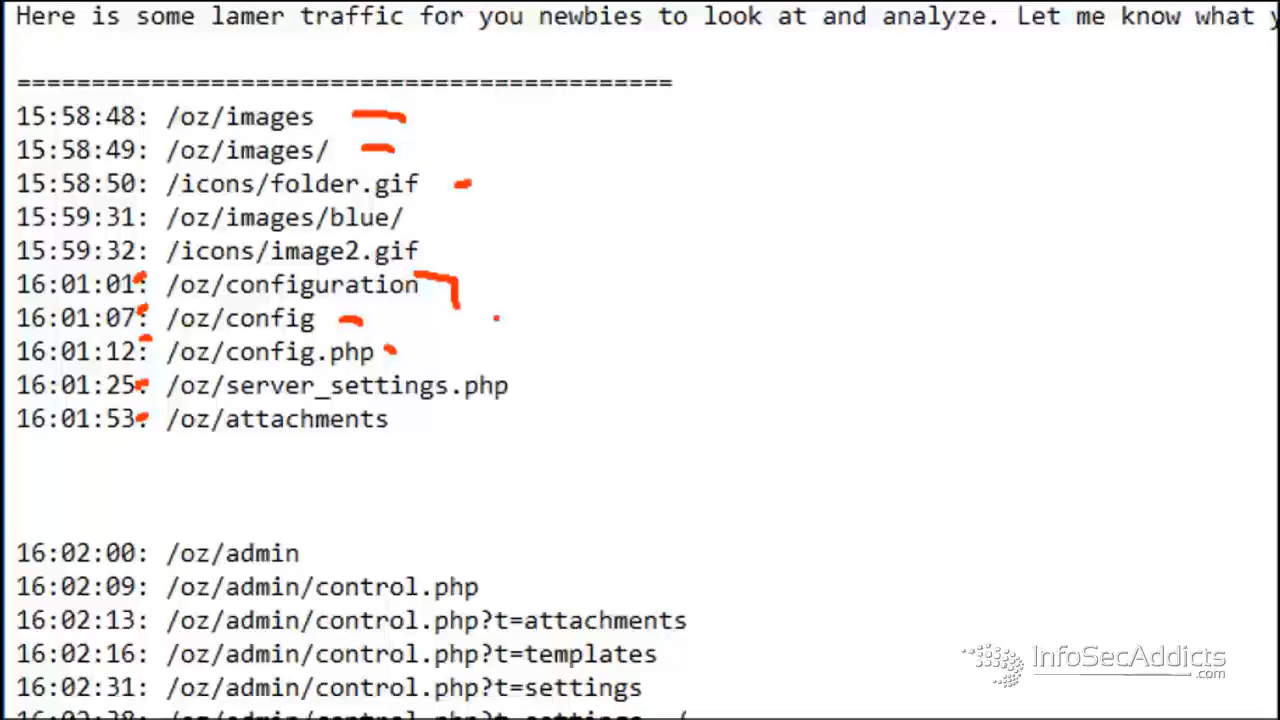 Here is some lamer traffic for you newbies to look at and analyze. Let me know what
============================================
15:58:48: /oz/images
15:58:49: /oz/images/
15:58:50: /icons/folder.gif
15:59:31: /oz/images/blue/
15:59:32: /icons/image2.gif
16:01:01: /oz/configuration
16:01:07: /oz/config
16:01:12: /oz/config.php
16:01:25: /oz/server_settings.php
16:01:53: /oz/attachments
16:02:00: /oz/admin
16:02:09: /oz/admin/control.php
16:02:13: /oz/admin/control.php?t=attachments
16:02:16: /oz/admin/control.php?t=templates
16:02:31: /oz/admin/control.php?t=settings
InfoSecAddicts
.com